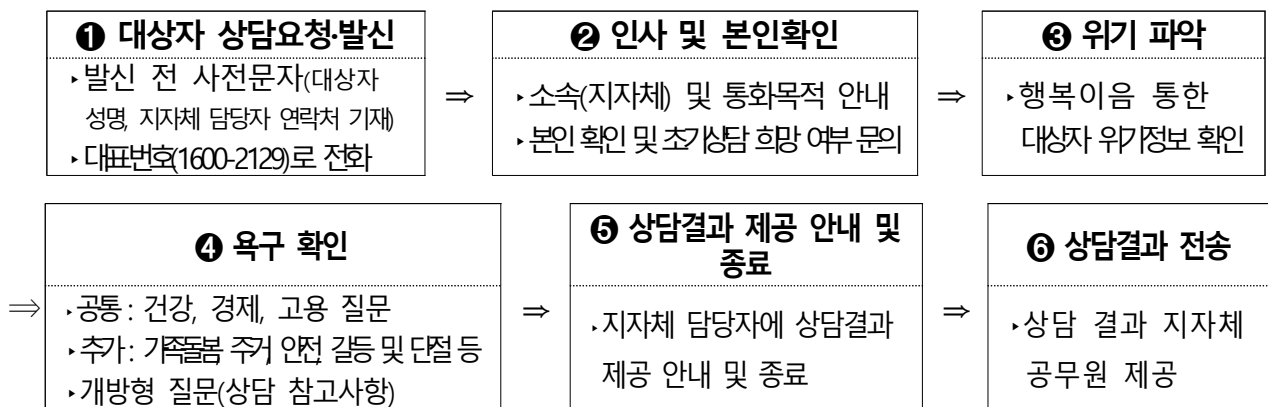 ❶ 대상자 상담요청·발신
▸발신 전 사전문자(대상자
성명, 지자체 담당자 연락처 기재)
▸대표번호(1600-2129)로 전화
⇒
❷ 인사 및 본인확인
▸소속(지자체) 및 통화목적 안내
▸본인 확인 및 초기상담 희망 여부 문의
⇒
❸ 위기 파악
▸행복이음 통한
대상자 위기정보 확인
⇒
❹ 욕구 확인
▸공통 : 건강, 경제, 고용 질문
▸추가 : 가족돌봄, 주거, 안전, 갈등 및 단절 등
▸개방형 질문(상담 참고사항)
⇒
❺ 상담결과 제공 안내 및
종료
▸지자체 담당자에 상담결과
제공 안내 및 종료
⇒
❻ 상담결과 전송
▸상담 결과 지자체
공무원 제공